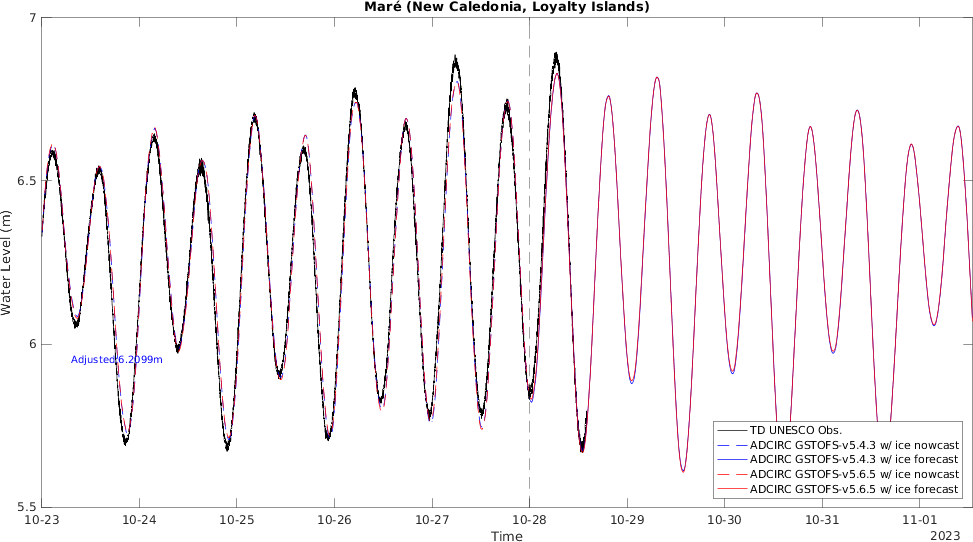 Maré (New Caledonia, Loyalty Islands)
7
6.5
6
5.5
Water Level (m)
Adjusted 6.2099m
TD UNESCO Obs.
ADCIRC GSTOFS-v5.4.3 w/ ice nowcast
ADCIRC GSTOFS-v5.4.3 w/ ice forecast
ADCIRC GSTOFS-v5.6.5 w/ ice nowcast
ADCIRC GSTOFS-v5.6.5 w/ ice forecast
10-23 10-24 10-25 10-26 10-27 10-28 10-29 10-30 10-31 11-01
Time
2023